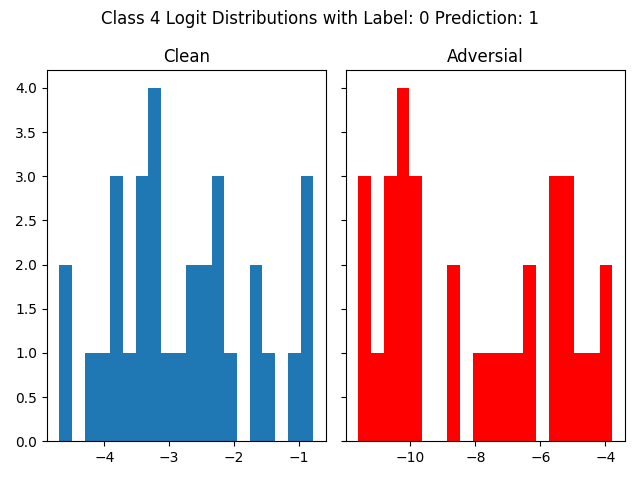 Class 4 Logit Distributions with Label: 0 Prediction: 1
Clean
Adversial
4.0
3.5
3.0
2.5
2.0
1.5
1.0
0.5
0.0
−4 −3 −2 −1
−10 −8 −6 −4